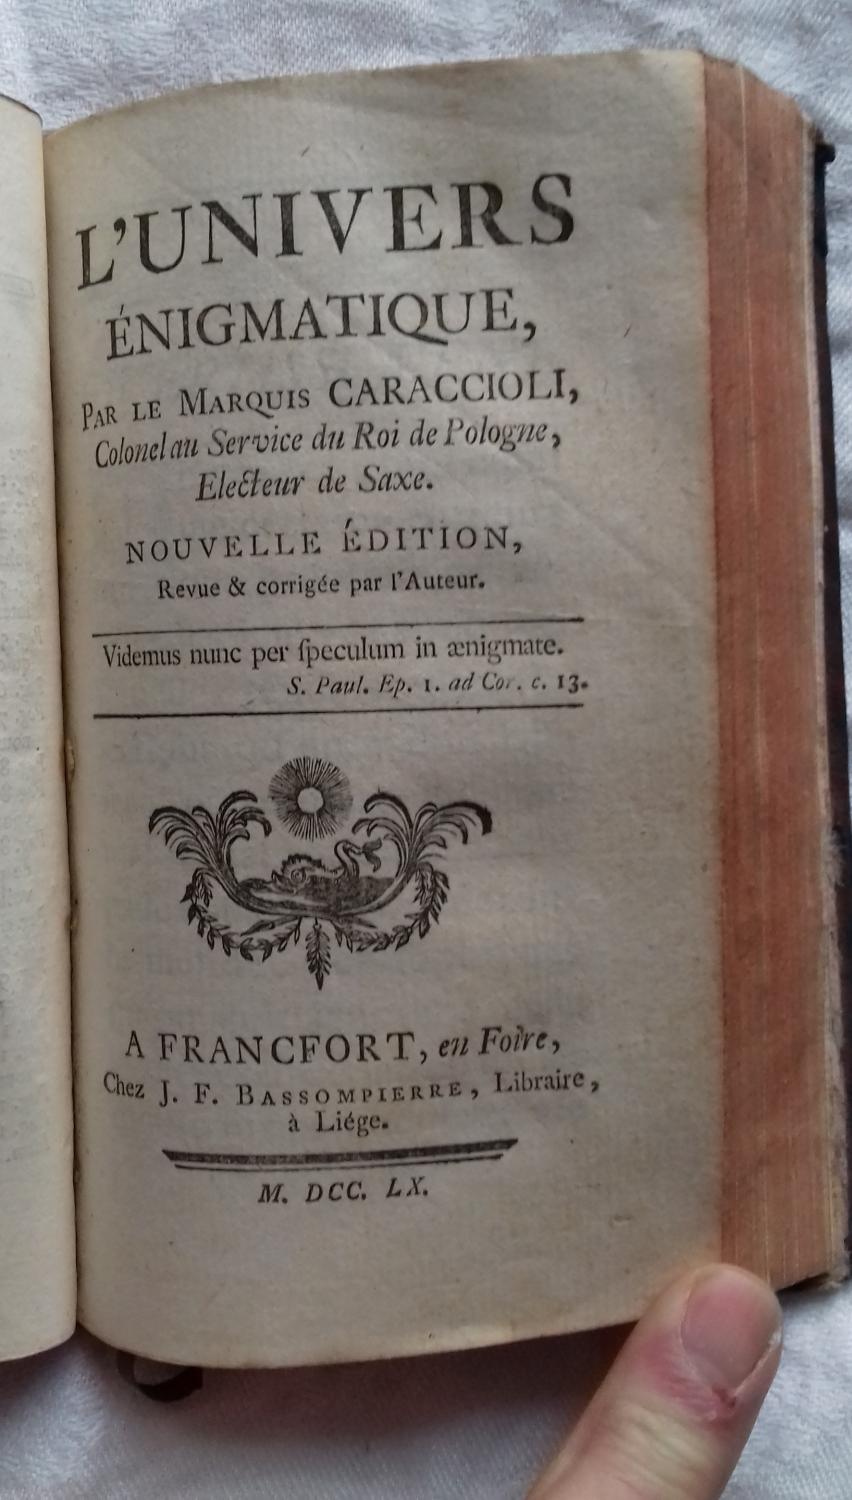 L'UNIVERS
ÉNIGMATIQUE,
PAR LE MARQUIS CARACCIOLI,
Colonel au Service du Roi de Pologne,
Electeur de Saxe.
NOUVELLE ÉDITION,
Revue & corrigée par l'Auteur.
Videmus nunc per ſpeculum in ænigmate.
S. Paul. Ep. 1. ad Cor. c. 13.
A FRANCFORT, en Foire,
Chez J. F. BASSOMPIERRE, Libraire,
à Liége.
M. DCC. LX.